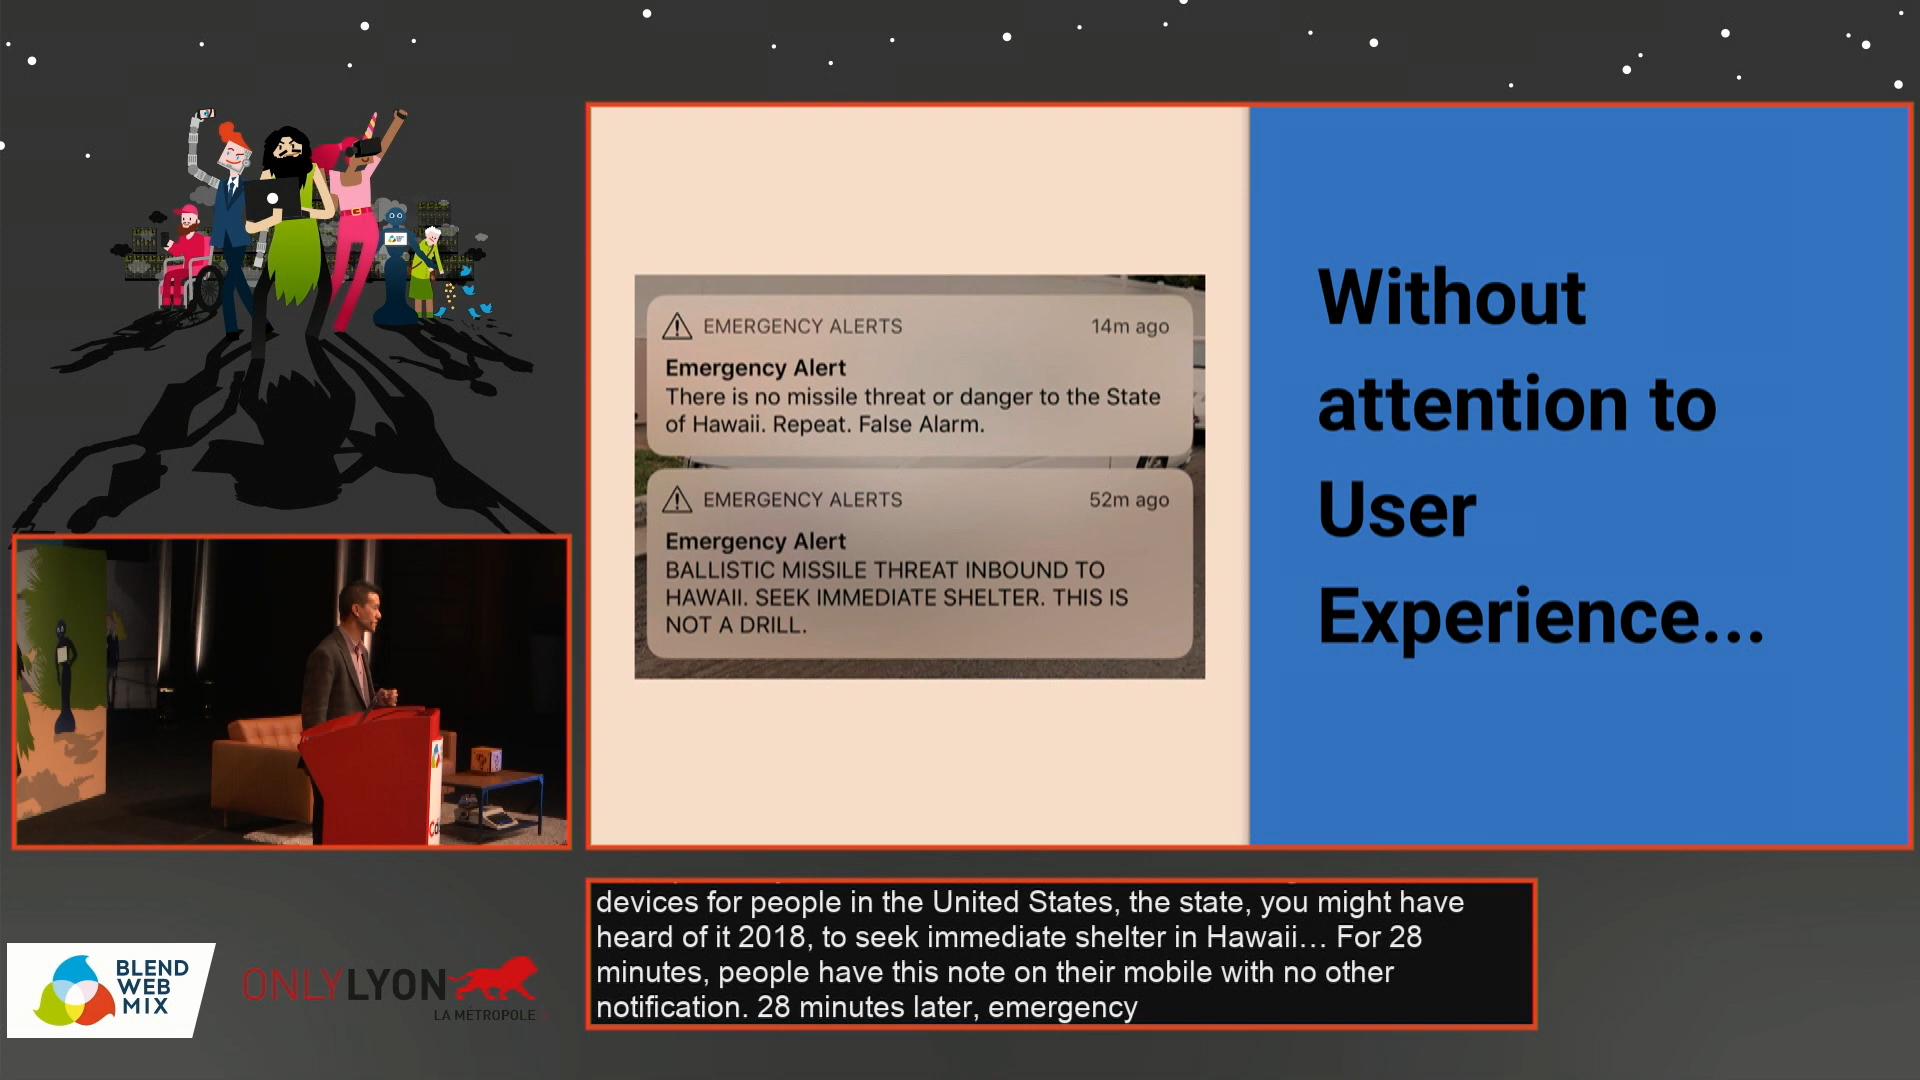 EMERGENCY ALERTS 14m ago
Emergency Alert
There is no missile threat or danger to the State
of Hawaii. Repeat. False Alarm.
EMERGENCY ALERTS 52m ago
Emergency Alert
BALLISTIC MISSILE THREAT INBOUND TO
HAWAII. SEEK IMMEDIATE SHELTER. THIS IS
NOT A DRILL.
Without
attention to
User
Experience...
devices for people in the United States, the state, you might have
heard of it 2018, to seek immediate shelter in Hawaii… For 28
minutes, people have this note on their mobile with no other
notification. 28 minutes later, emergency
BLEND
WEB
MIX
ONLYLYON
LA MÉTROPOLE